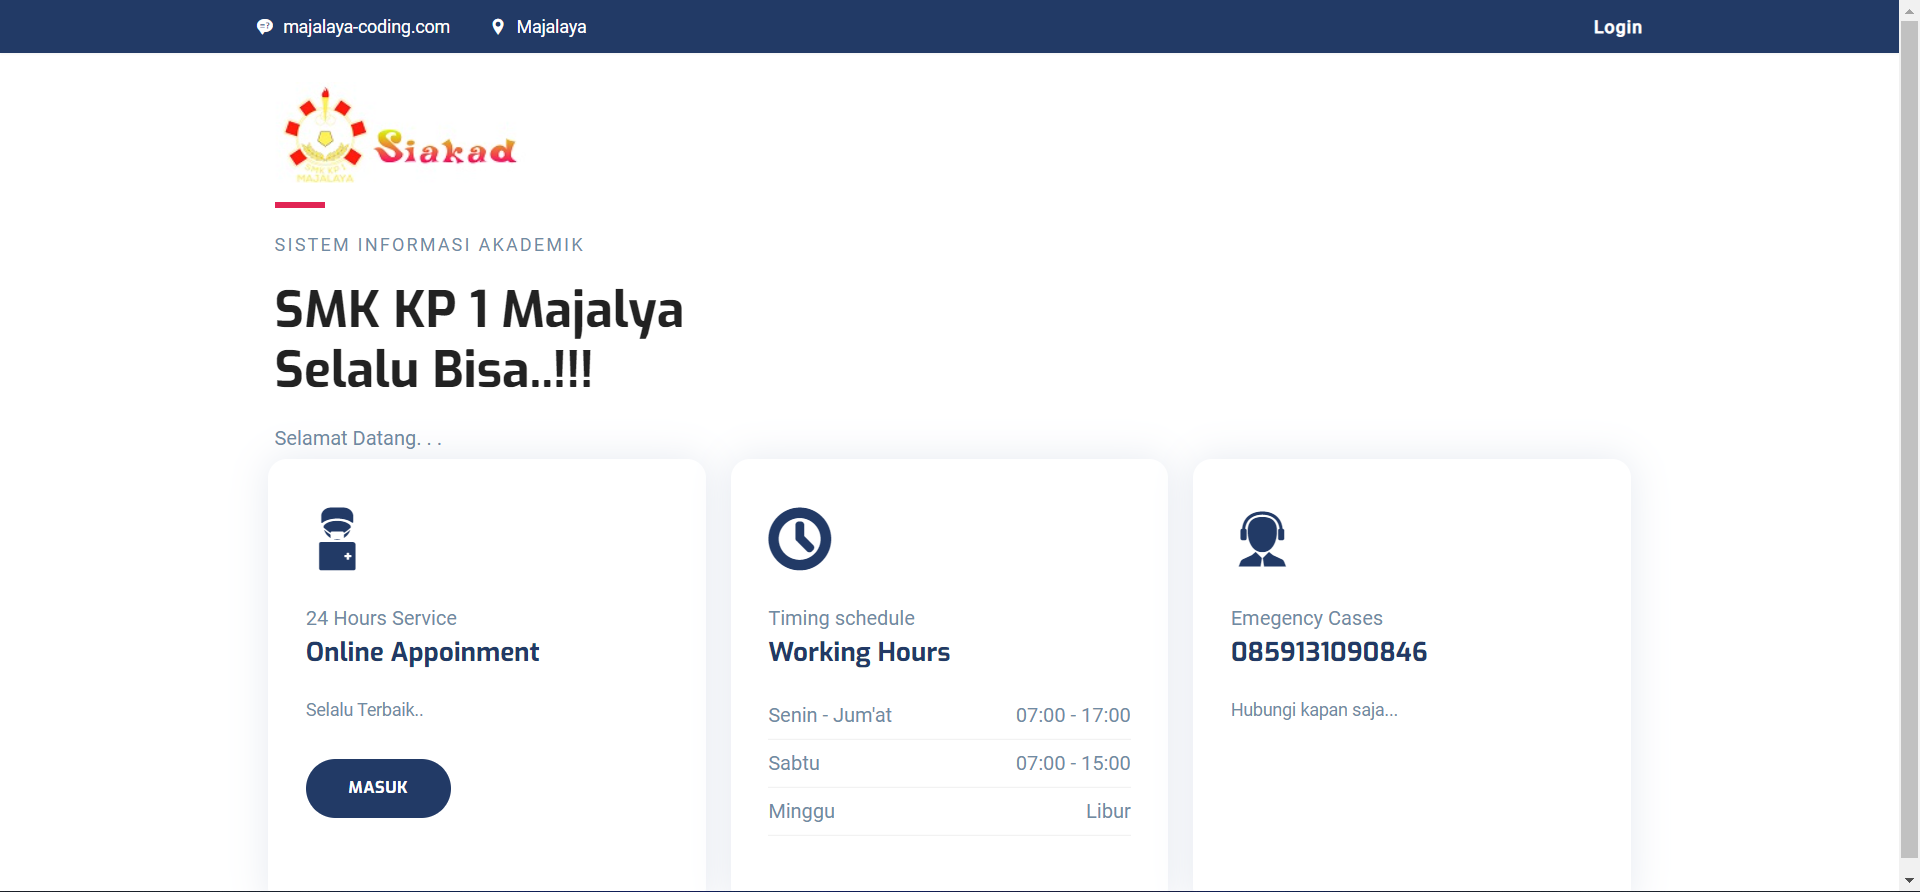 majalaya-coding.com
Majalaya
Login
SMK KP 1
MAJALAYA
Siakad
SISTEM INFORMASI AKADEMIK
SMK KP 1 Majalya
Selalu Bisa..!!!
Selamat Datang. . .
24 Hours Service
Online Appoinment
Selalu Terbaik..
MASUK
Timing schedule
Working Hours
Senin - Jum'at 07:00 - 17:00
Sabtu 07:00 - 15:00
Minggu Libur
Emegency Cases
0859131090846
Hubungi kapan saja...